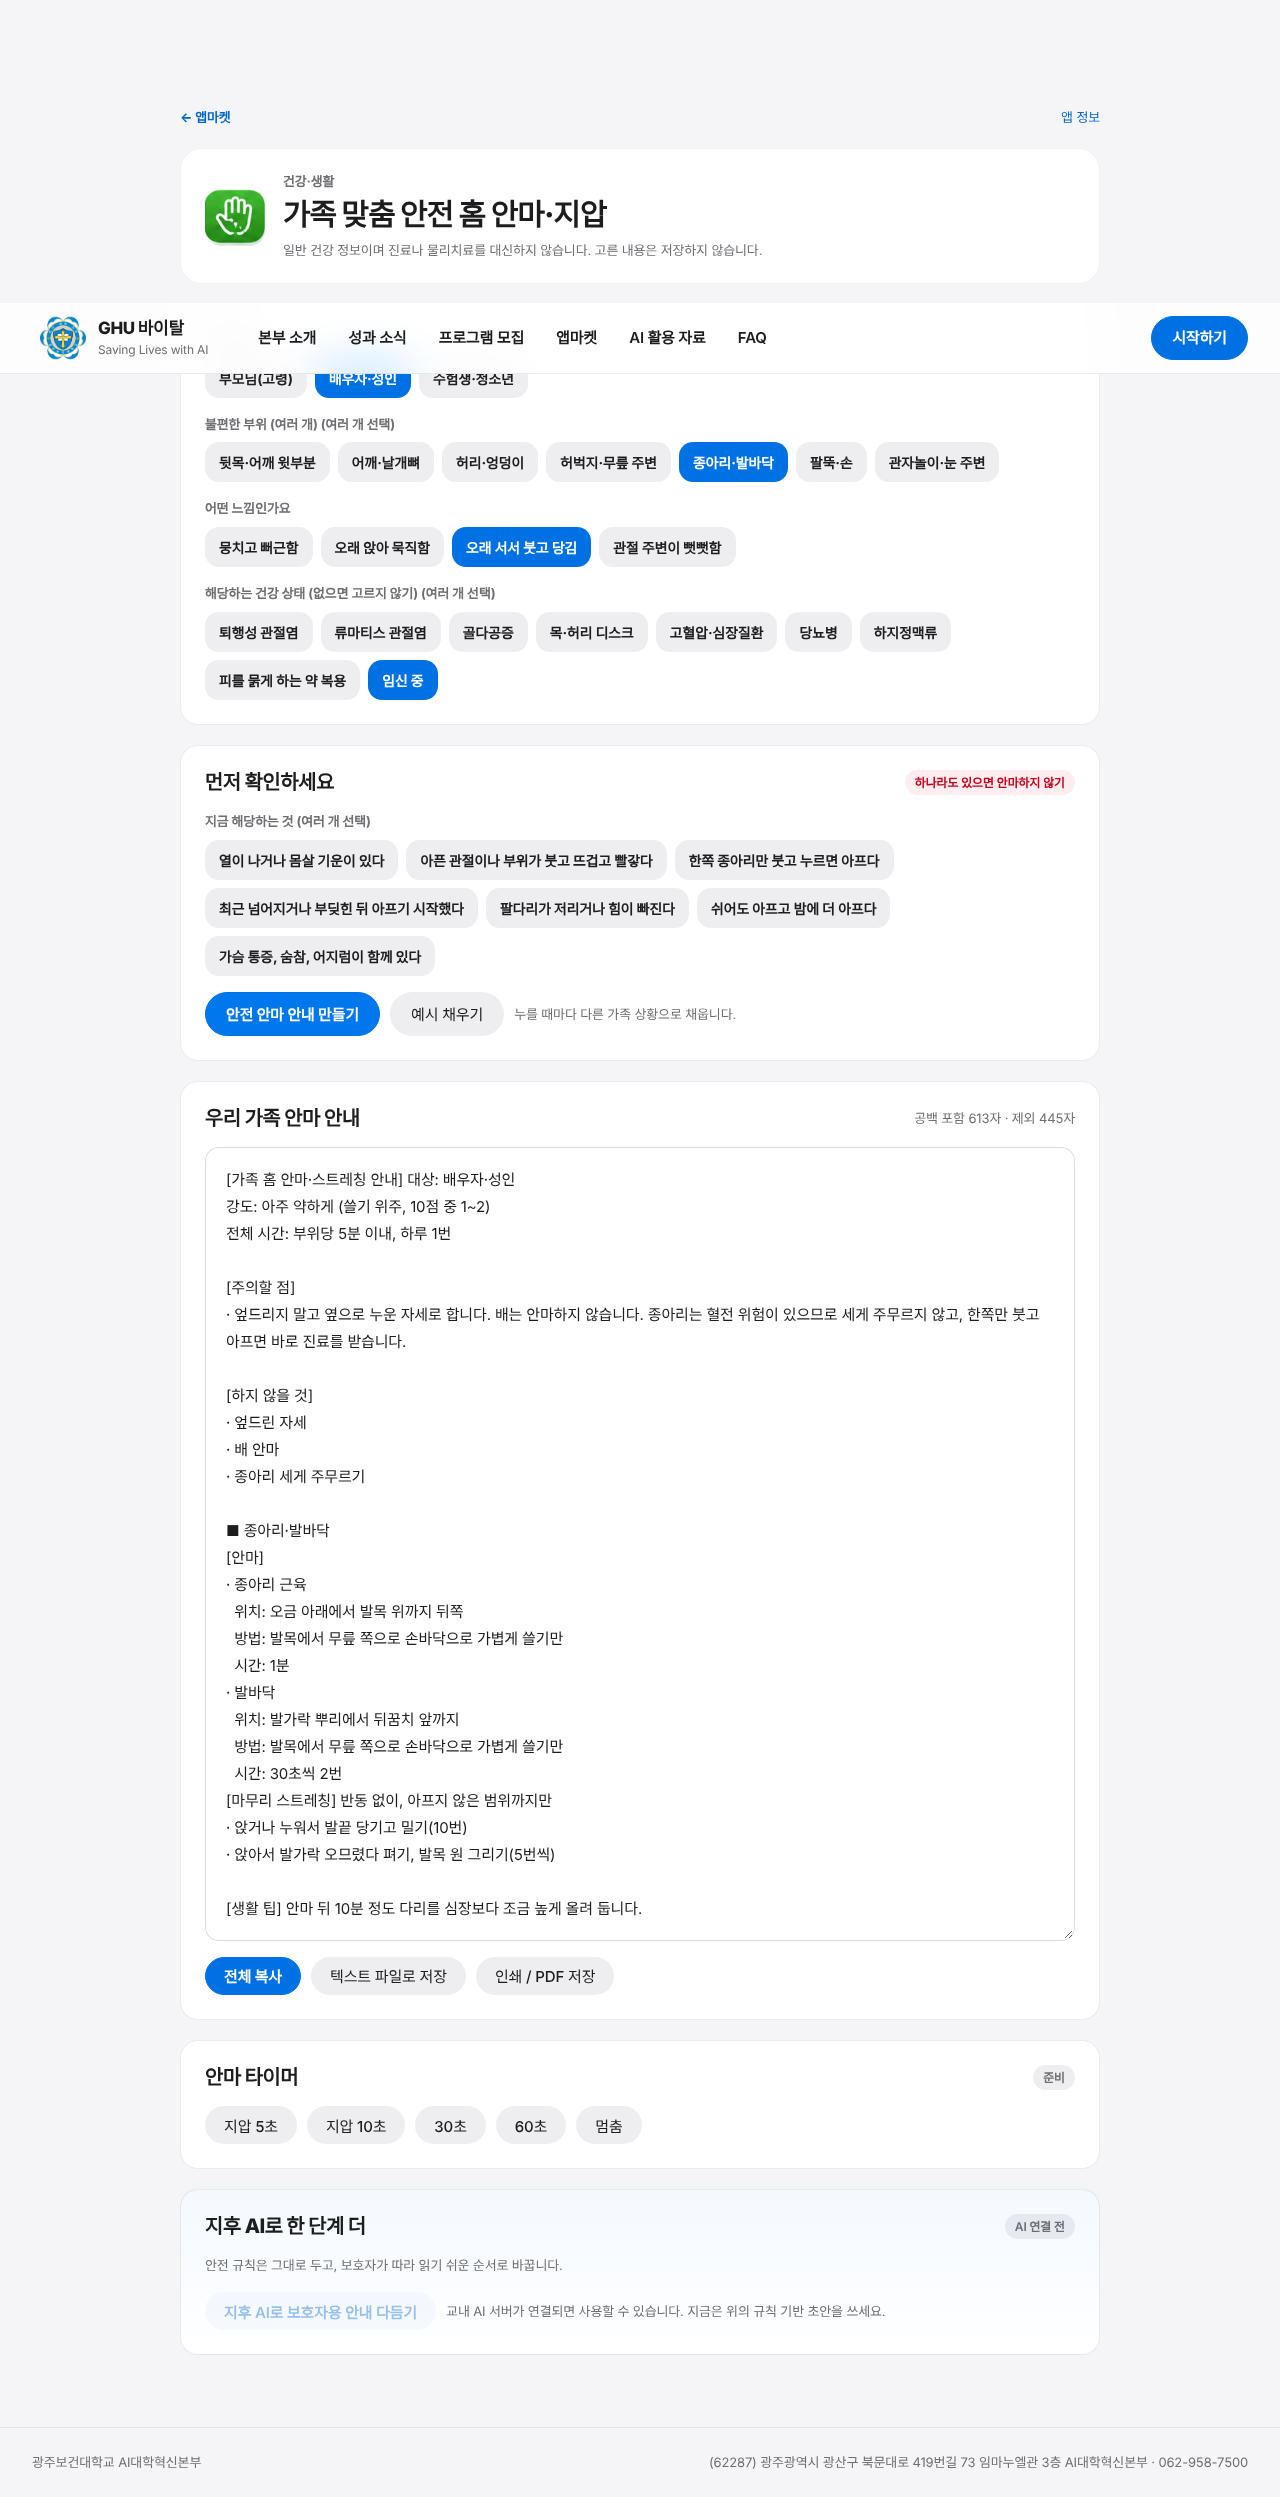 ← 앱마켓
앱 정보
건강·생활
가족 맞춤 안전 홈 안마·지압
일반 건강 정보이며 진료나 물리치료를 대신하지 않습니다. 고른 내용은 저장하지 않습니다.
GHU 바이탈
Saving Lives with AI
본부 소개 성과 소식 프로그램 모집 앱마켓 AI 활용 자료 FAQ
시작하기
부모님(고령) 배우자·성인 수험생·청소년
불편한 부위 (여러 개) (여러 개 선택)
뒷목·어깨 윗부분 어깨·날개뼈 허리·엉덩이 허벅지·무릎 주변 종아리·발바닥 팔뚝·손 관자놀이·눈 주변
어떤 느낌인가요
뭉치고 뻐근함 오래 앉아 묵직함 오래 서서 붓고 당김 관절 주변이 뻣뻣함
해당하는 건강 상태 (없으면 고르지 않기) (여러 개 선택)
퇴행성 관절염 류마티스 관절염 골다공증 목·허리 디스크 고혈압·심장질환 당뇨병 하지정맥류
피를 묽게 하는 약 복용 임신 중
먼저 확인하세요
하나라도 있으면 안마하지 않기
지금 해당하는 것 (여러 개 선택)
열이 나거나 몸살 기운이 있다 아픈 관절이나 부위가 붓고 뜨겁고 빨갛다 한쪽 종아리만 붓고 누르면 아프다
최근 넘어지거나 부딪힌 뒤 아프기 시작했다 팔다리가 저리거나 힘이 빠진다 쉬어도 아프고 밤에 더 아프다
가슴 통증, 숨참, 어지럼이 함께 있다
안전 안마 안내 만들기 예시 채우기 누를 때마다 다른 가족 상황으로 채웁니다.
우리 가족 안마 안내
공백 포함 613자 · 제외 445자
[가족 홈 안마·스트레칭 안내] 대상: 배우자·성인
강도: 아주 약하게 (쓸기 위주, 10점 중 1~2)
전체 시간: 부위당 5분 이내, 하루 1번
[주의할 점]
· 엎드리지 말고 옆으로 누운 자세로 합니다. 배는 안마하지 않습니다. 종아리는 혈전 위험이 있으므로 세게 주무르지 않고, 한쪽만 붓고
아프면 바로 진료를 받습니다.
[하지 않을 것]
· 엎드린 자세
· 배 안마
· 종아리 세게 주무르기
■ 종아리·발바닥
[안마]
· 종아리 근육
위치: 오금 아래에서 발목 위까지 뒤쪽
방법: 발목에서 무릎 쪽으로 손바닥으로 가볍게 쓸기만
시간: 1분
· 발바닥
위치: 발가락 뿌리에서 뒤꿈치 앞까지
방법: 발목에서 무릎 쪽으로 손바닥으로 가볍게 쓸기만
시간: 30초씩 2번
[마무리 스트레칭] 반동 없이, 아프지 않은 범위까지만
· 앉거나 누워서 발끝 당기고 밀기(10번)
· 앉아서 발가락 오므렸다 펴기, 발목 원 그리기(5번씩)
[생활 팁] 안마 뒤 10분 정도 다리를 심장보다 조금 높게 올려 둡니다.
전체 복사 텍스트 파일로 저장 인쇄 / PDF 저장
안마 타이머
준비
지압 5초 지압 10초 30초 60초 멈춤
지후 AI로 한 단계 더
AI 연결 전
안전 규칙은 그대로 두고, 보호자가 따라 읽기 쉬운 순서로 바꿉니다.
지후 AI로 보호자용 안내 다듬기 교내 AI 서버가 연결되면 사용할 수 있습니다. 지금은 위의 규칙 기반 초안을 쓰세요.
광주보건대학교 AI대학혁신본부
(62287) 광주광역시 광산구 북문대로 419번길 73 임마누엘관 3층 AI대학혁신본부 · 062-958-7500